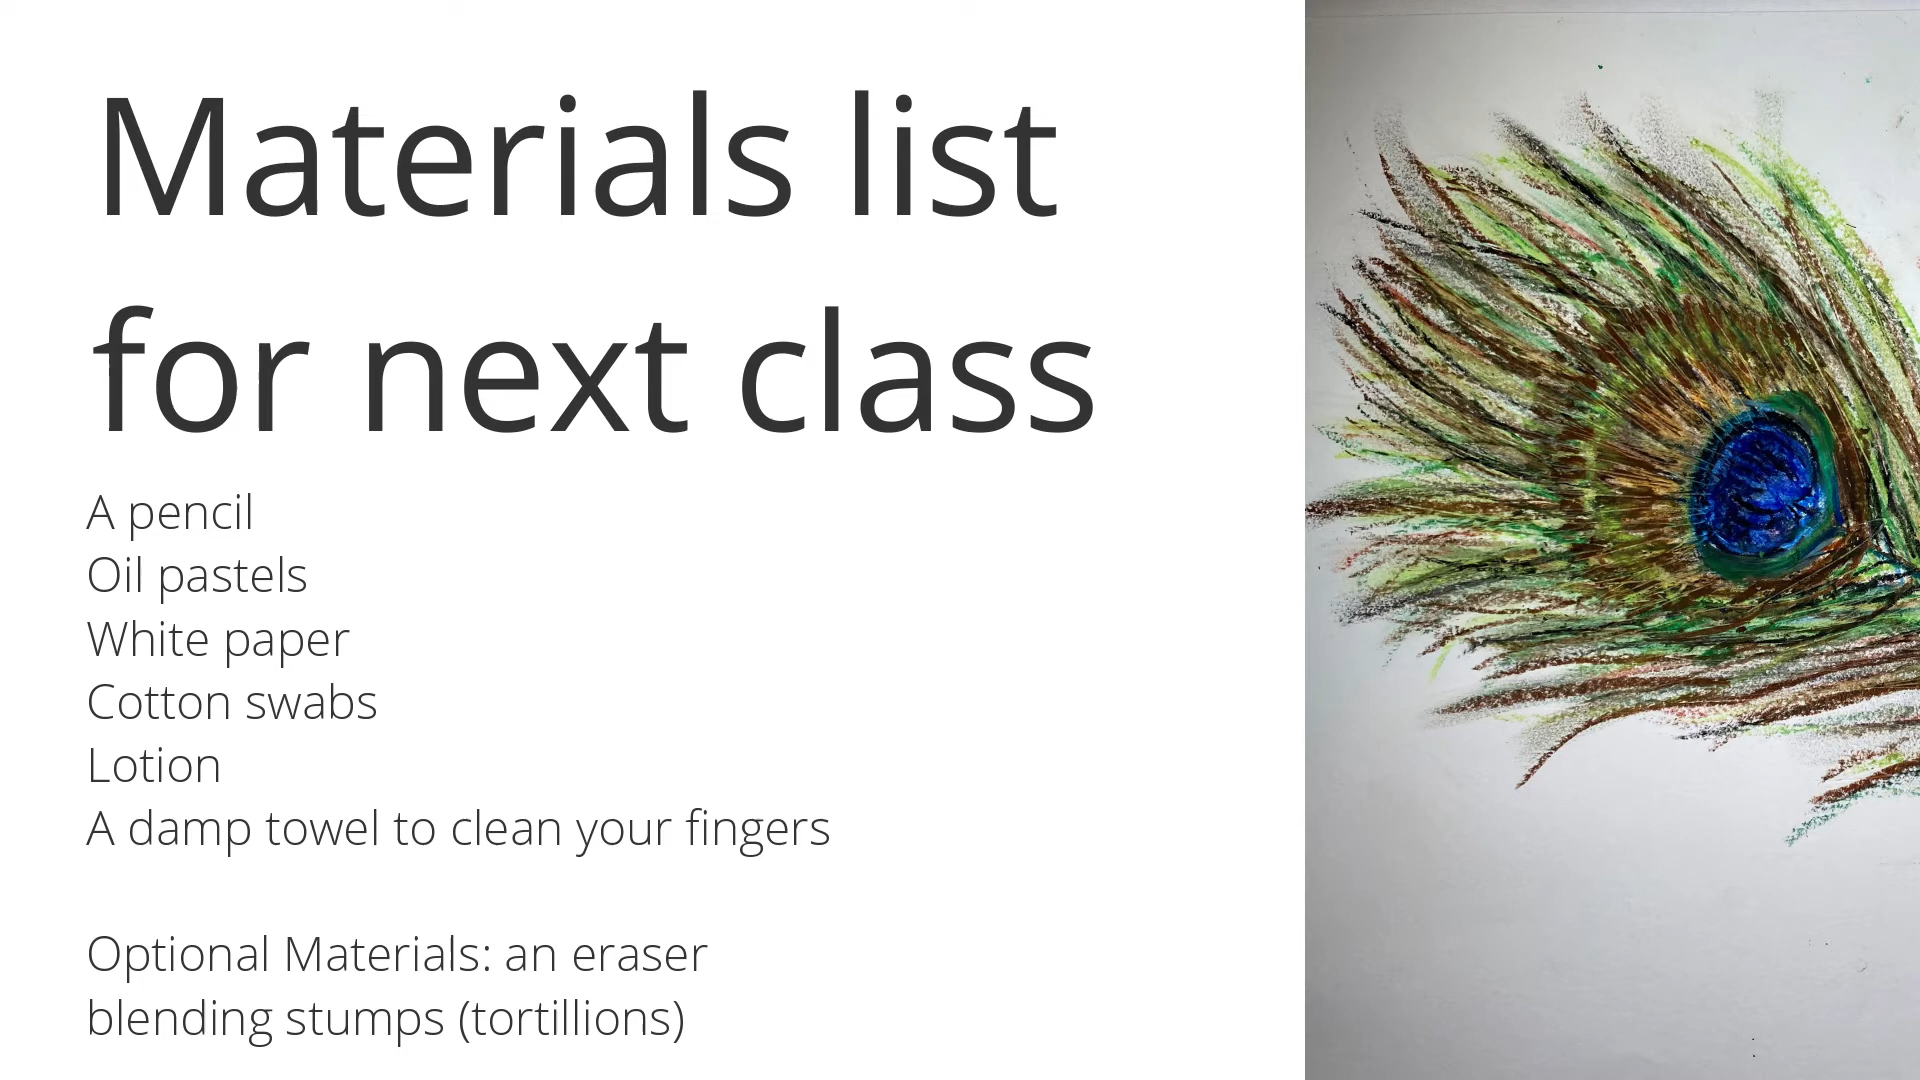 Materials list
for next class
A pencil
Oil pastels
White paper
Cotton swabs
Lotion
A damp towel to clean your fingers
Optional Materials: an eraser
blending stumps (tortillions)